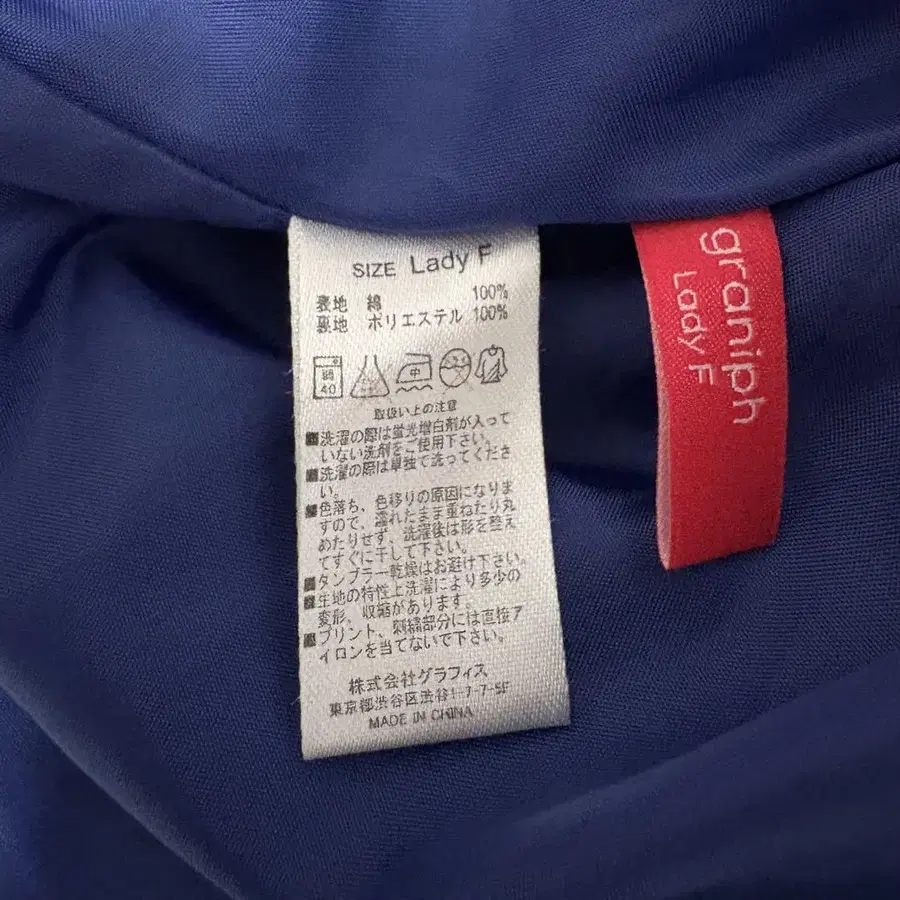 SIZE Lady F
表地 綿 100%
裏地 ポリエステル 100%
弱
40
中
取扱い上の注意
■洗濯の際は蛍光増白剤が入って
いない洗剤をご使用下さい。
■洗濯の際は単独で洗ってくださ
い。
■色落ち、色移りの原因になりま
すので、濡れたまま重ねたり丸
めたりせず、洗濯後は形を整え
てすぐに干して下さい。
■タンブラー乾燥はお避け下さい。
■生地の特性上洗濯により多少の
変形、収縮があります。
■プリント、刺繍部分には直接ア
イロンを当てないで下さい。
株式会社グラフィス
東京都渋谷区渋谷1-7-7-5F
MADE IN CHINA
graniph
Lady F